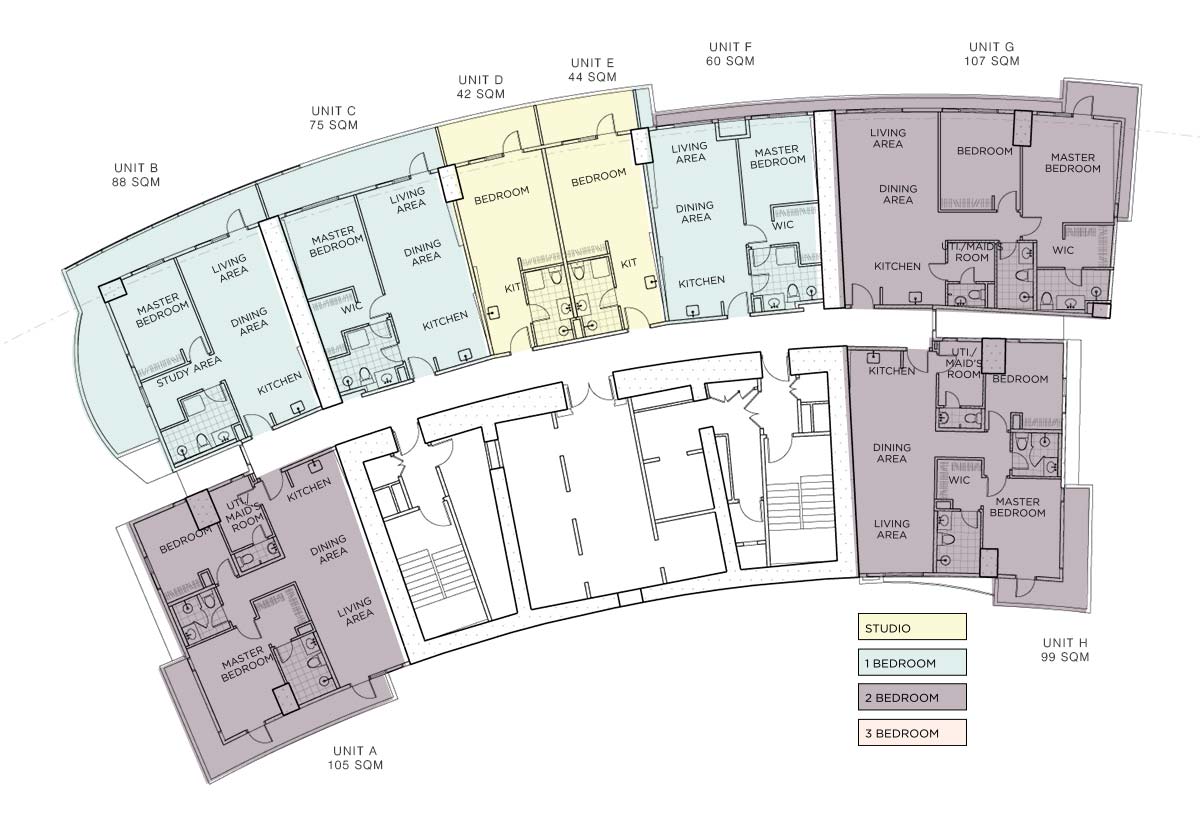 UNIT F
60 SQM
UNIT G
107 SQM
UNIT E
44 SQM
UNIT D
42 SQM
UNIT C
75 SQM
UNIT B
88 SQM
MASTER
BEDROOM
LIVING
AREA
DINING
AREA
STUDY AREA
KITCHEN
MASTER
BEDROOM
LIVING
AREA
DINING
AREA
WIC
KITCHEN
BEDROOM
KIT
BEDROOM
KIT
LIVING
AREA
MASTER
BEDROOM
DINING
AREA
WIC
KITCHEN
LIVING
AREA
BEDROOM
MASTER
BEDROOM
DINING
AREA
UTI./MAID'S
ROOM
WIC
KITCHEN
KITCHEN
UTI./
MAID'S
ROOM
BEDROOM
DINING
AREA
WIC
MASTER
BEDROOM
LIVING
AREA
KITCHEN
UTI./
MAID'S
ROOM
BEDROOM
DINING
AREA
LIVING
AREA
MASTER
BEDROOM
UNIT A
105 SQM
UNIT H
99 SQM
STUDIO
1 BEDROOM
2 BEDROOM
3 BEDROOM